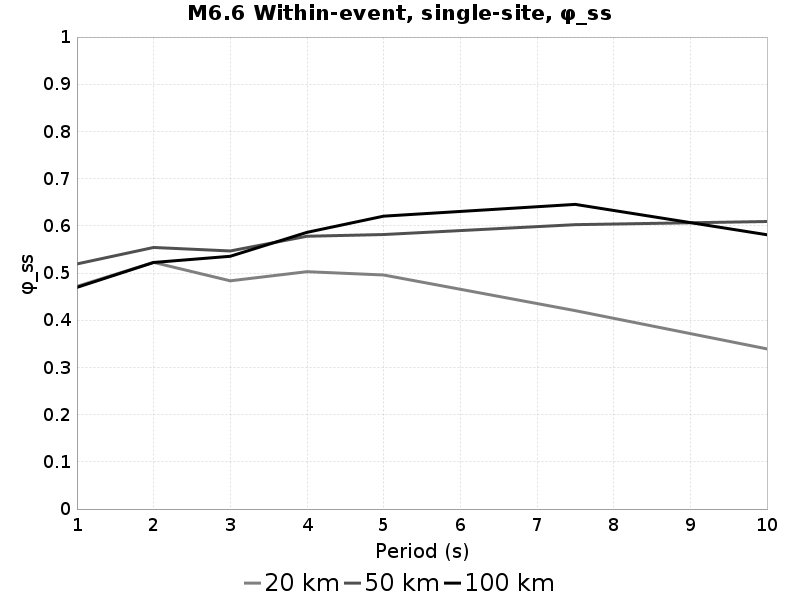 M6.6 Within-event, single-site, φ_ss
1
0.9
0.8
0.7
0.6
0.5
0.4
0.3
0.2
0.1
0
φ_ss
1 2 3 4 5 6 7 8 9 10
Period (s)
20 km 50 km 100 km